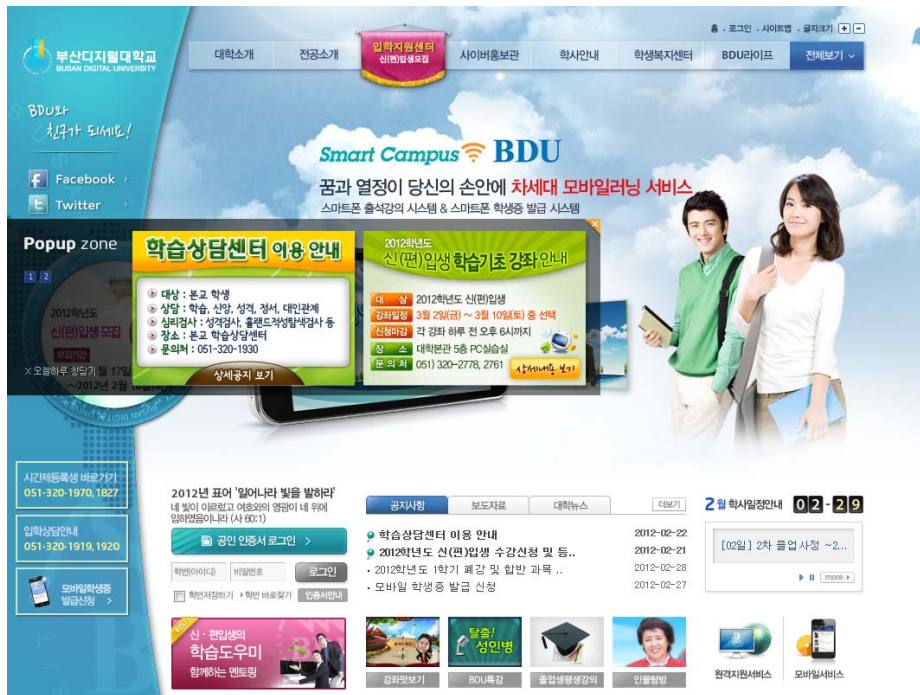 홈 · 로그인 · 사이트맵 · 글자크기 + -
부산디지털대학교
BUSAN DIGITAL UNIVERSITY
대학소개 전공소개 입학지원센터 사이버홍보관 학사안내 학생복지센터 BDU라이프 전체보기
신(편)입생모집
BDU와
친구가 되세요!
Facebook
Twitter
Smart Campus BDU
꿈과 열정이 당신의 손안에 차세대 모바일러닝 서비스
스마트폰 출석강의 시스템 & 스마트폰 학생증 발급 시스템
Popup zone
1 2
2012학년도
신(편)입생 모집
모집기간
월 17일
~2012년 2월
X 오늘하루 창닫기
학습상담센터 이용 안내
대상 : 본교 학생
상담 : 학습, 신앙, 성격, 정서, 대인관계
심리검사 : 성격검사, 홀랜드적성탐색검사 등
장소 : 본교 학습상담센터
문의처 : 051-320-1930
상세공지 보기
2012학년도
신(편)입생 학습기초 강좌 안내
대 상 2012학년도 신(편)입생
강좌일정 3월 2일(금) ~ 3월 10일(토) 중 선택
신청마감 각 강좌 하루 전 오후 6시까지
장 소 대학본관 5층 PC실습실
문 의 처 051) 320-2778, 2761
상세내용 보기
시간제등록생 바로가기
051-320-1970, 1827
입학상담안내
051-320-1919, 1920
모바일학생증
발급신청 >
2012년 표어 '일어나라 빛을 발하라'
네 빛이 이르렀고 여호와의 영광이 네 위에
임하였음이니라 (사 60:1)
공인 인증서 로그인 >
학번(아이디) 비밀번호 로그인
학번저장하기 학번 바로찾기 인증서안내
BDU
신 · 편입생의
학습도우미
함께하는 멘토링
공지사항 보도자료 대학뉴스 더보기
학습상담센터 이용 안내 2012-02-22
2012학년도 신(편)입생 수강신청 및 등.. 2012-02-21
2012학년도 1학기 폐강 및 합반 과목 .. 2012-02-28
모바일 학생증 발급 신청 2012-02-27
2월 학사일정안내 02-29
[02일] 2차 졸업사정 ~2...
more
탈출!
성인병
강좌맛보기 BDU특강 졸업생평생강의 인물탐방
원격지원서비스 모바일서비스